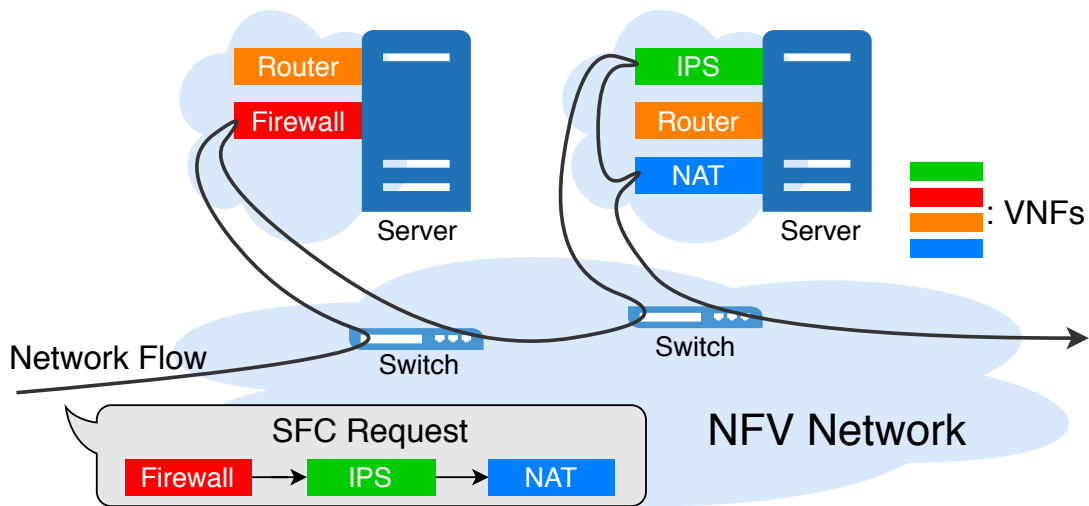 Router
Firewall
Server
IPS
Router
NAT
Server
: VNFs
Switch
Switch
Network Flow
SFC Request
Firewall
IPS
NAT
NFV Network